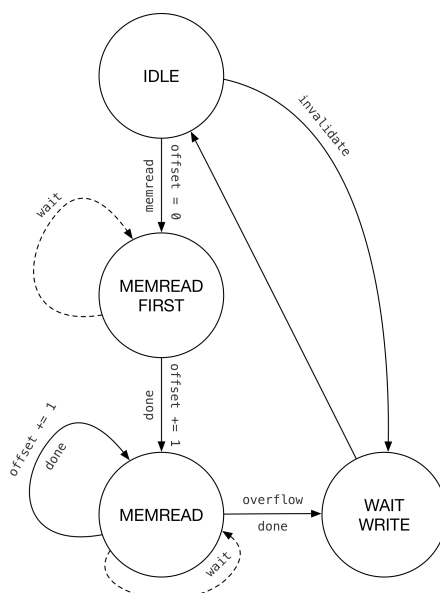 IDLE
invalidate
memread
offset = 0
wait
MEMREAD
FIRST
done
offset += 1
offset += 1
done
MEMREAD
overflow
done
WAIT
WRITE
wait